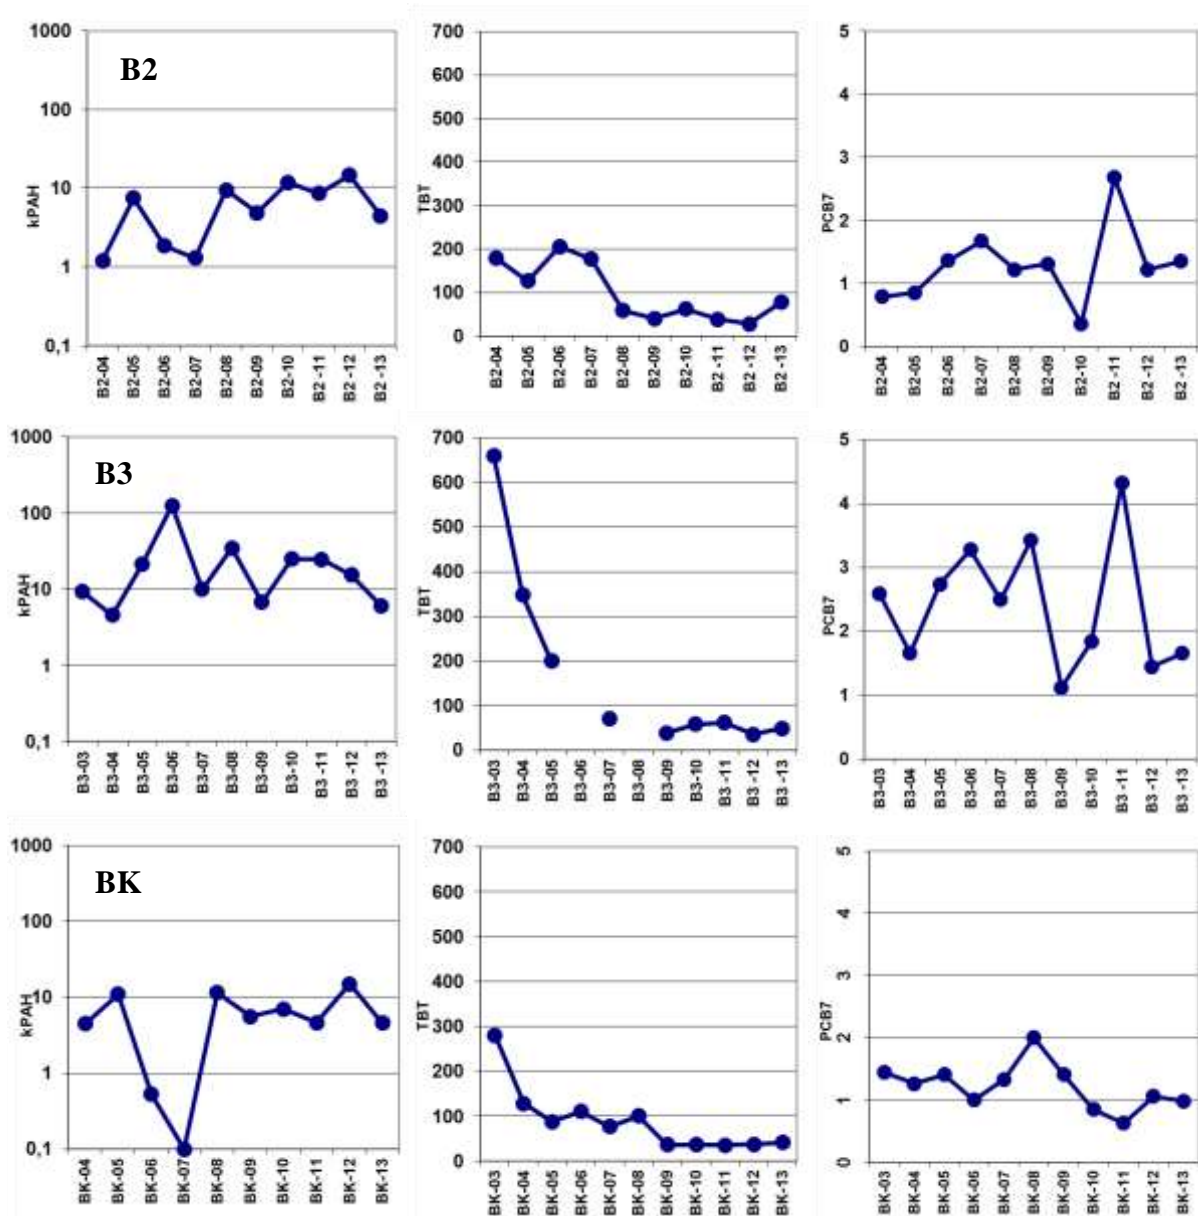 1000
100
10
1
0,1
kPAH
B2
B2-04
B2-05
B2-06
B2-07
B2-08
B2-09
B2-10
B2 -11
B2 -12
B2 -13
700
600
500
400
300
200
100
0
TBT
B2-04
B2-05
B2-06
B2-07
B2-08
B2-09
B2-10
B2 -11
B2 -12
B2 -13
5
4
3
2
1
0
PCB7
B2-04
B2-05
B2-06
B2-07
B2-08
B2-09
B2-10
B2 -11
B2 -12
B2 -13
1000
100
10
1
0,1
kPAH
B3
B3-03
B3-04
B3-05
B3-06
B3-07
B3-08
B3-09
B3-10
B3 -11
B3 -12
B3 -13
700
600
500
400
300
200
100
0
TBT
B3-03
B3-04
B3-05
B3-06
B3-07
B3-08
B3-09
B3-10
B3 -11
B3 -12
B3 -13
5
4
3
2
1
0
PCB7
B3-03
B3-04
B3-05
B3-06
B3-07
B3-08
B3-09
B3-10
B3 -11
B3 -12
B3 -13
1000
100
10
1
0,1
kPAH
BK
BK-04
BK-05
BK-06
BK-07
BK-08
BK-09
BK-10
BK-11
BK-12
BK-13
700
600
500
400
300
200
100
0
TBT
BK-03
BK-04
BK-05
BK-06
BK-07
BK-08
BK-09
BK-10
BK-11
BK-12
BK-13
5
4
3
2
1
0
PCB7
BK-03
BK-04
BK-05
BK-06
BK-07
BK-08
BK-09
BK-10
BK-11
BK-12
BK-13